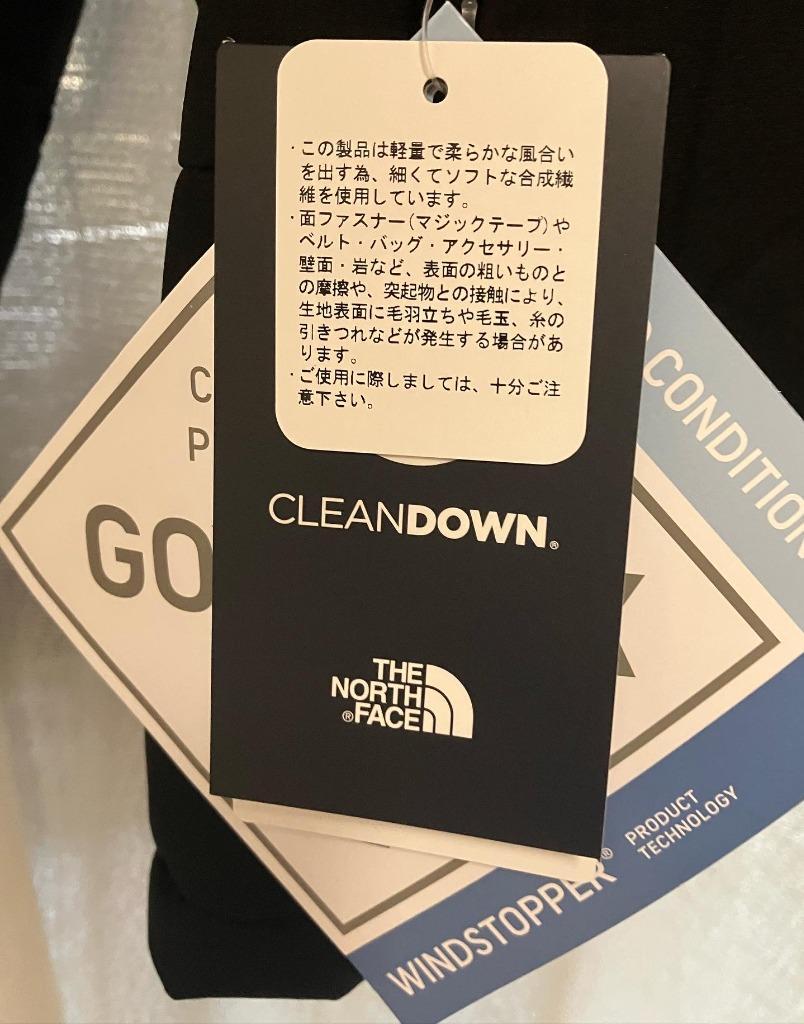 ・この製品は軽量で柔らかな風合い
を出す為、細くてソフトな合成繊
維を使用しています。
・面ファスナー(マジックテープ)や
ベルト・バッグ・アクセサリー・
壁面・岩など、表面の粗いものと
の摩擦や、突起物との接触により、
生地表面に毛羽立ちや毛玉、糸の
引きつれなどが発生する場合があ
ります。
・ご使用に際しましては、十分ご注
意下さい。
CLEANDOWN®
THE
NORTH
®FACE
GO
CONDITION
WINDSTOPPER®
PRODUCT
TECHNOLOGY